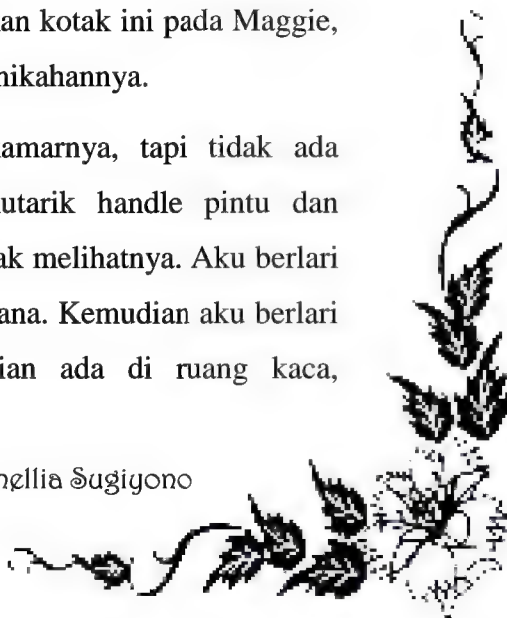 an kotak ini pada Maggie,
nikahannya.
amarnya, tapi tidak ada
utarik handle pintu dan
ak melihatnya. Aku berlari
ana. Kemudian aku berlari
ian ada di ruang kaca,
ellia Sugiyono